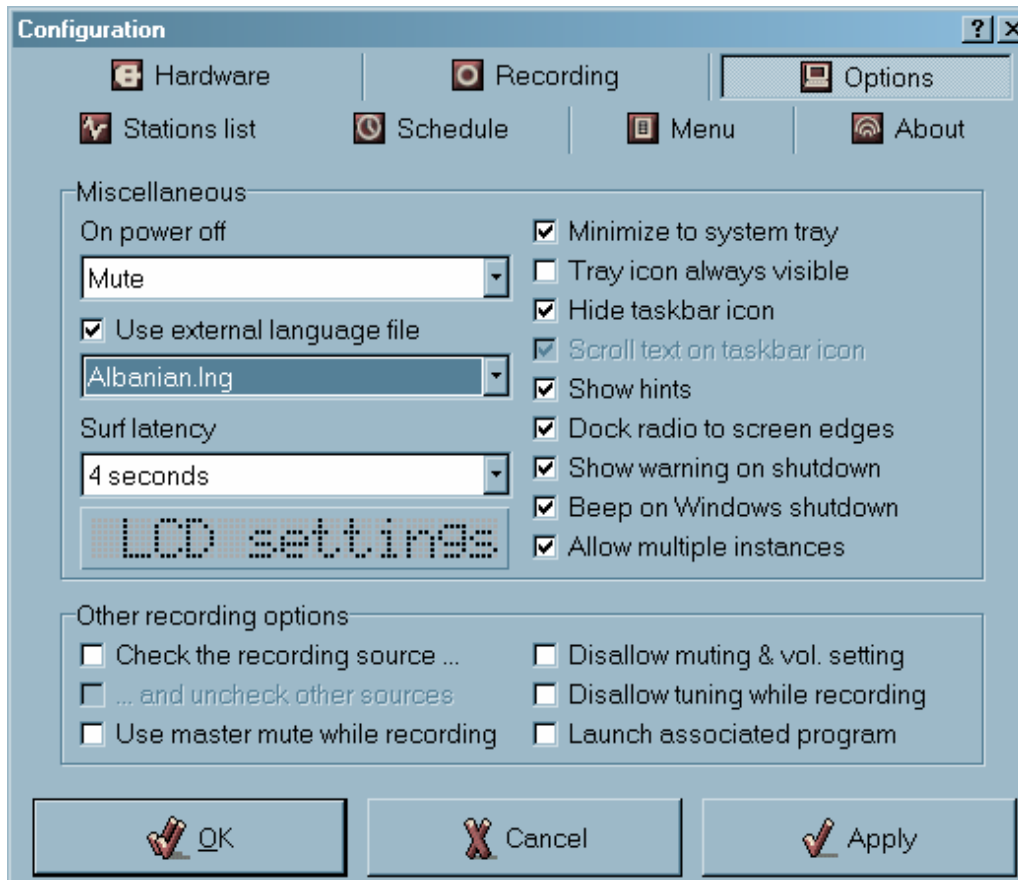 Configuration
Hardware
Recording
Options
Stations list
Schedule
Menu
About
Miscellaneous
On power off
Mute
Use external language file
Albanian.lng
Surf latency
4 seconds
LCD settings
Minimize to system tray
Tray icon always visible
Hide taskbar icon
Scroll text on taskbar icon
Show hints
Dock radio to screen edges
Show warning on shutdown
Beep on Windows shutdown
Allow multiple instances
Other recording options
Check the recording source ...
... and uncheck other sources
Use master mute while recording
Disallow muting & vol. setting
Disallow tuning while recording
Launch associated program
OK
Cancel
Apply